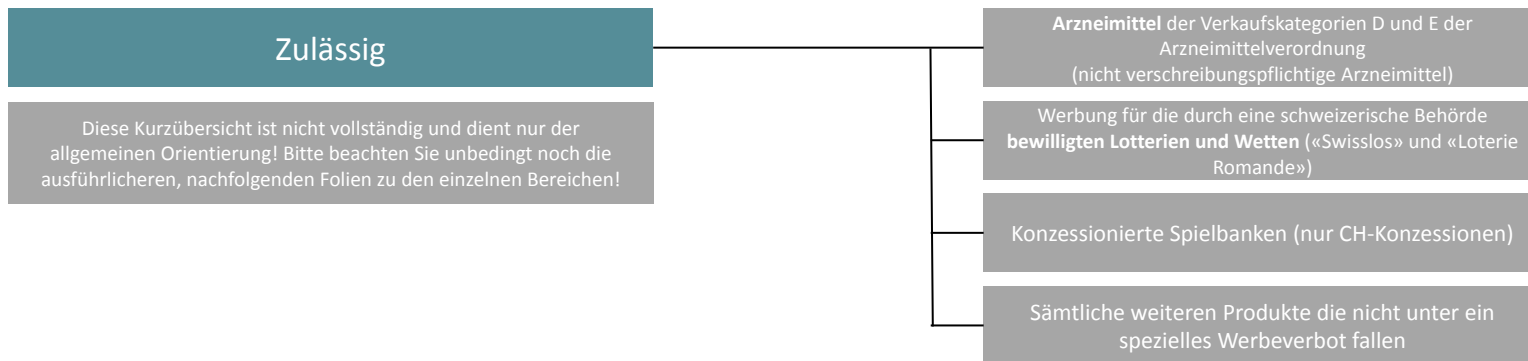 Zulässig
Diese Kurzübersicht ist nicht vollständig und dient nur der
allgemeinen Orientierung! Bitte beachten Sie unbedingt noch die
ausführlicheren, nachfolgenden Folien zu den einzelnen Bereichen!
Arzneimittel der Verkaufskategorien D und E der
Arzneimittelverordnung
(nicht verschreibungspflichtige Arzneimittel)
Werbung für die durch eine schweizerische Behörde
bewilligten Lotterien und Wetten («Swisslos» und «Loterie
Romande»)
Konzessionierte Spielbanken (nur CH-Konzessionen)
Sämtliche weiteren Produkte die nicht unter ein
spezielles Werbeverbot fallen